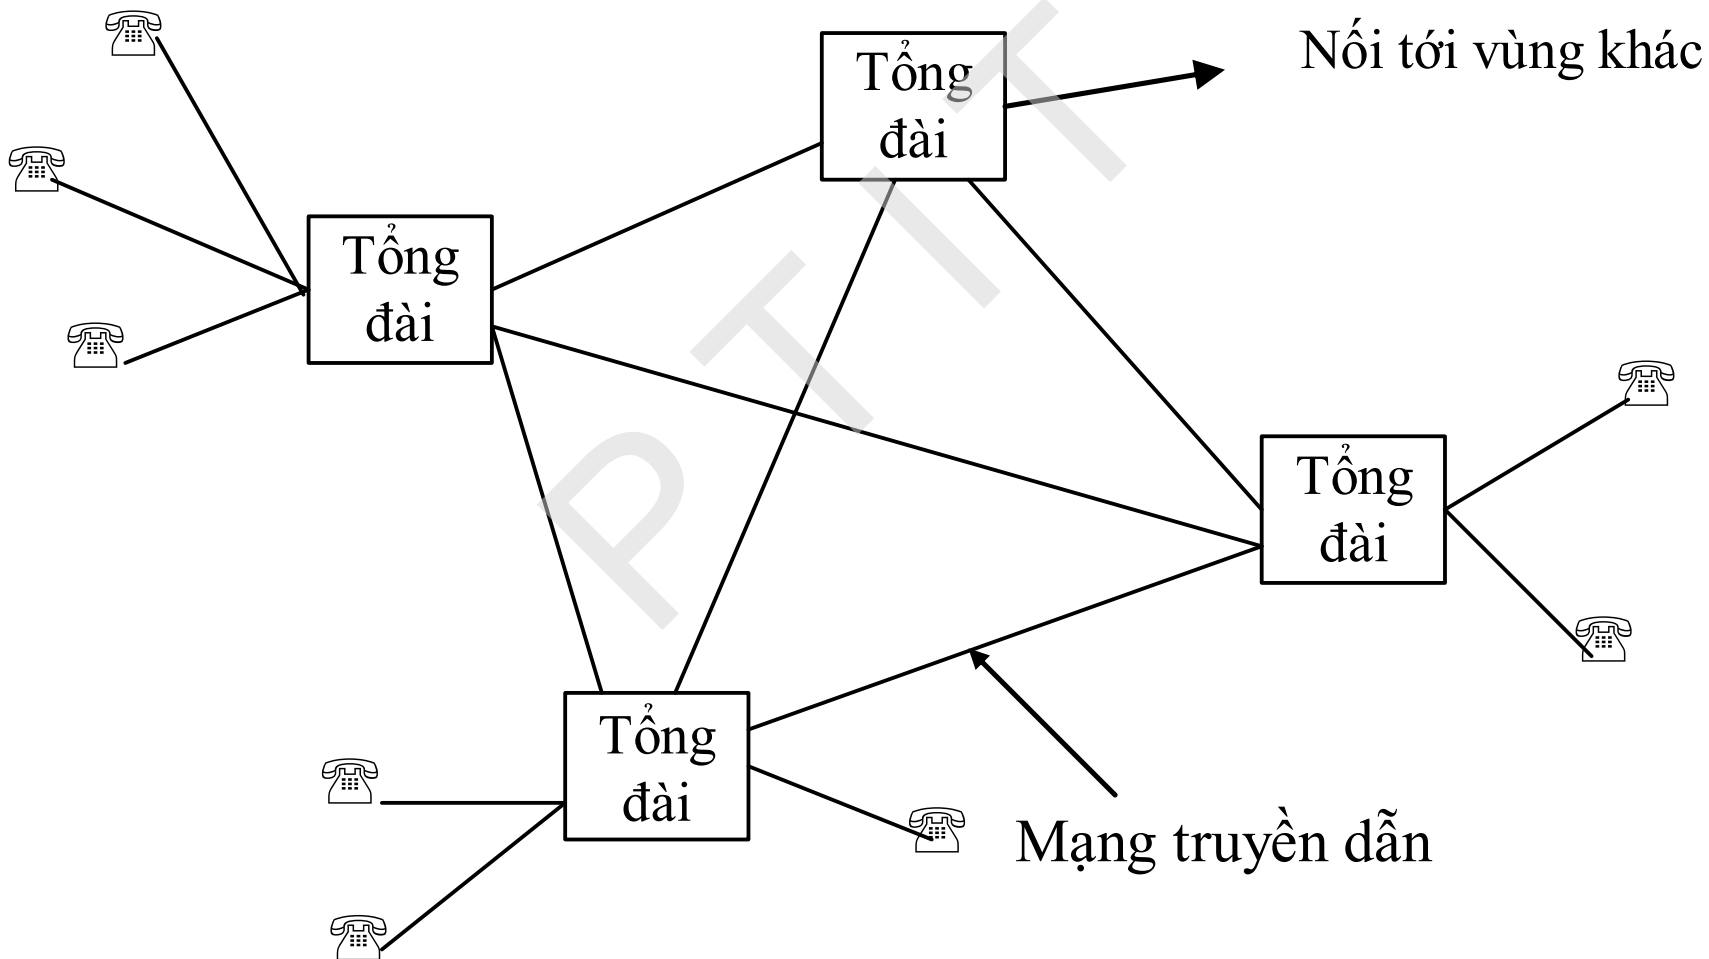 Tổng
đài
Nối tới vùng khác
Tổng
đài
Tổng
đài
Tổng
đài
Mạng truyền dẫn
PTIT